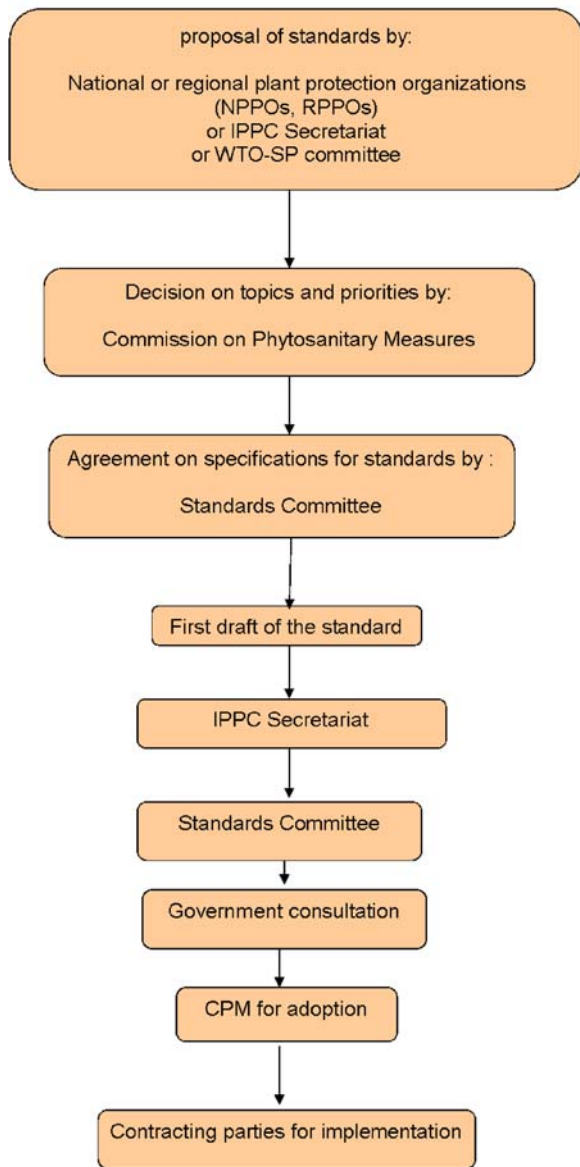 proposal of standards by:
National or regional plant protection organizations
(NPPOs, RPPOs)
or IPPC Secretariat
or WTO-SP committee
Decision on topics and priorities by:
Commission on Phytosanitary Measures
Agreement on specifications for standards by :
Standards Committee
First draft of the standard
IPPC Secretariat
Standards Committee
Government consultation
CPM for adoption
Contracting parties for implementation